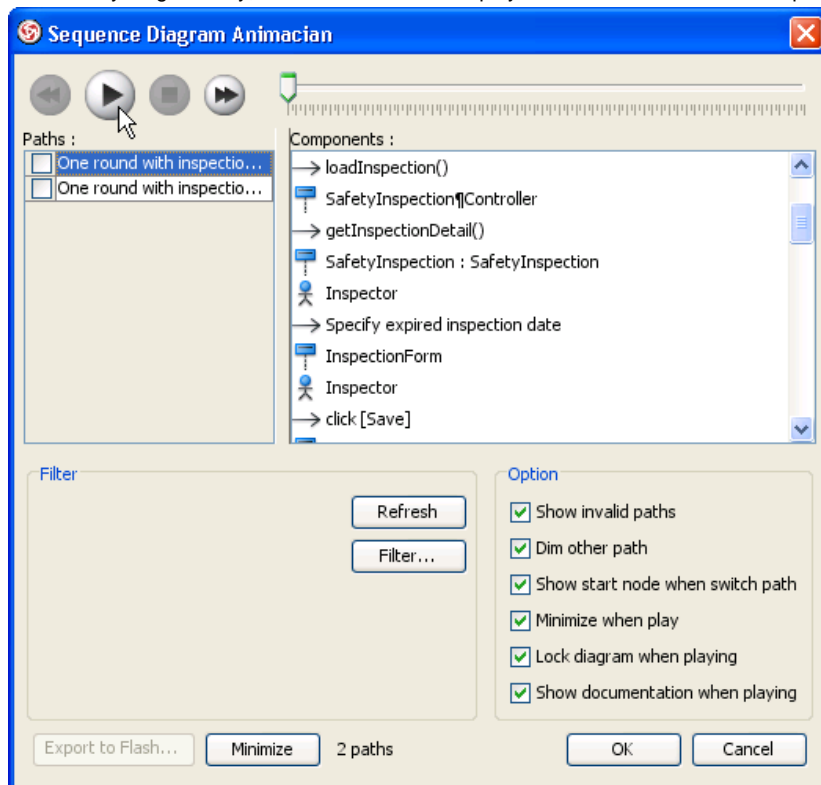 Sequence Diagram Animacian
Paths :
One round with inspectio...
One round with inspectio...
Components :
loadInspection()
SafetyInspection¶Controller
getInspectionDetail()
SafetyInspection : SafetyInspection
Inspector
Specify expired inspection date
InspectionForm
Inspector
click [Save]
Filter
Refresh
Filter...
Option
Show invalid paths
Dim other path
Show start node when switch path
Minimize when play
Lock diagram when playing
Show documentation when playing
Export to Flash...
Minimize
2 paths
OK
Cancel